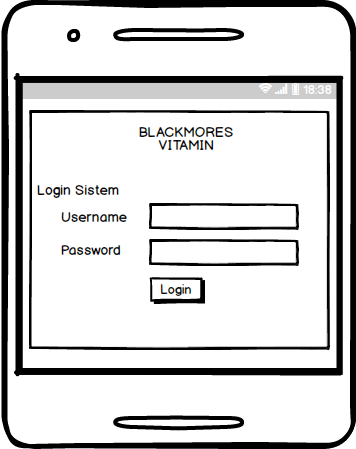 18:38
BLACKMORES
VITAMIN
Login Sistem
Username
Password
Login